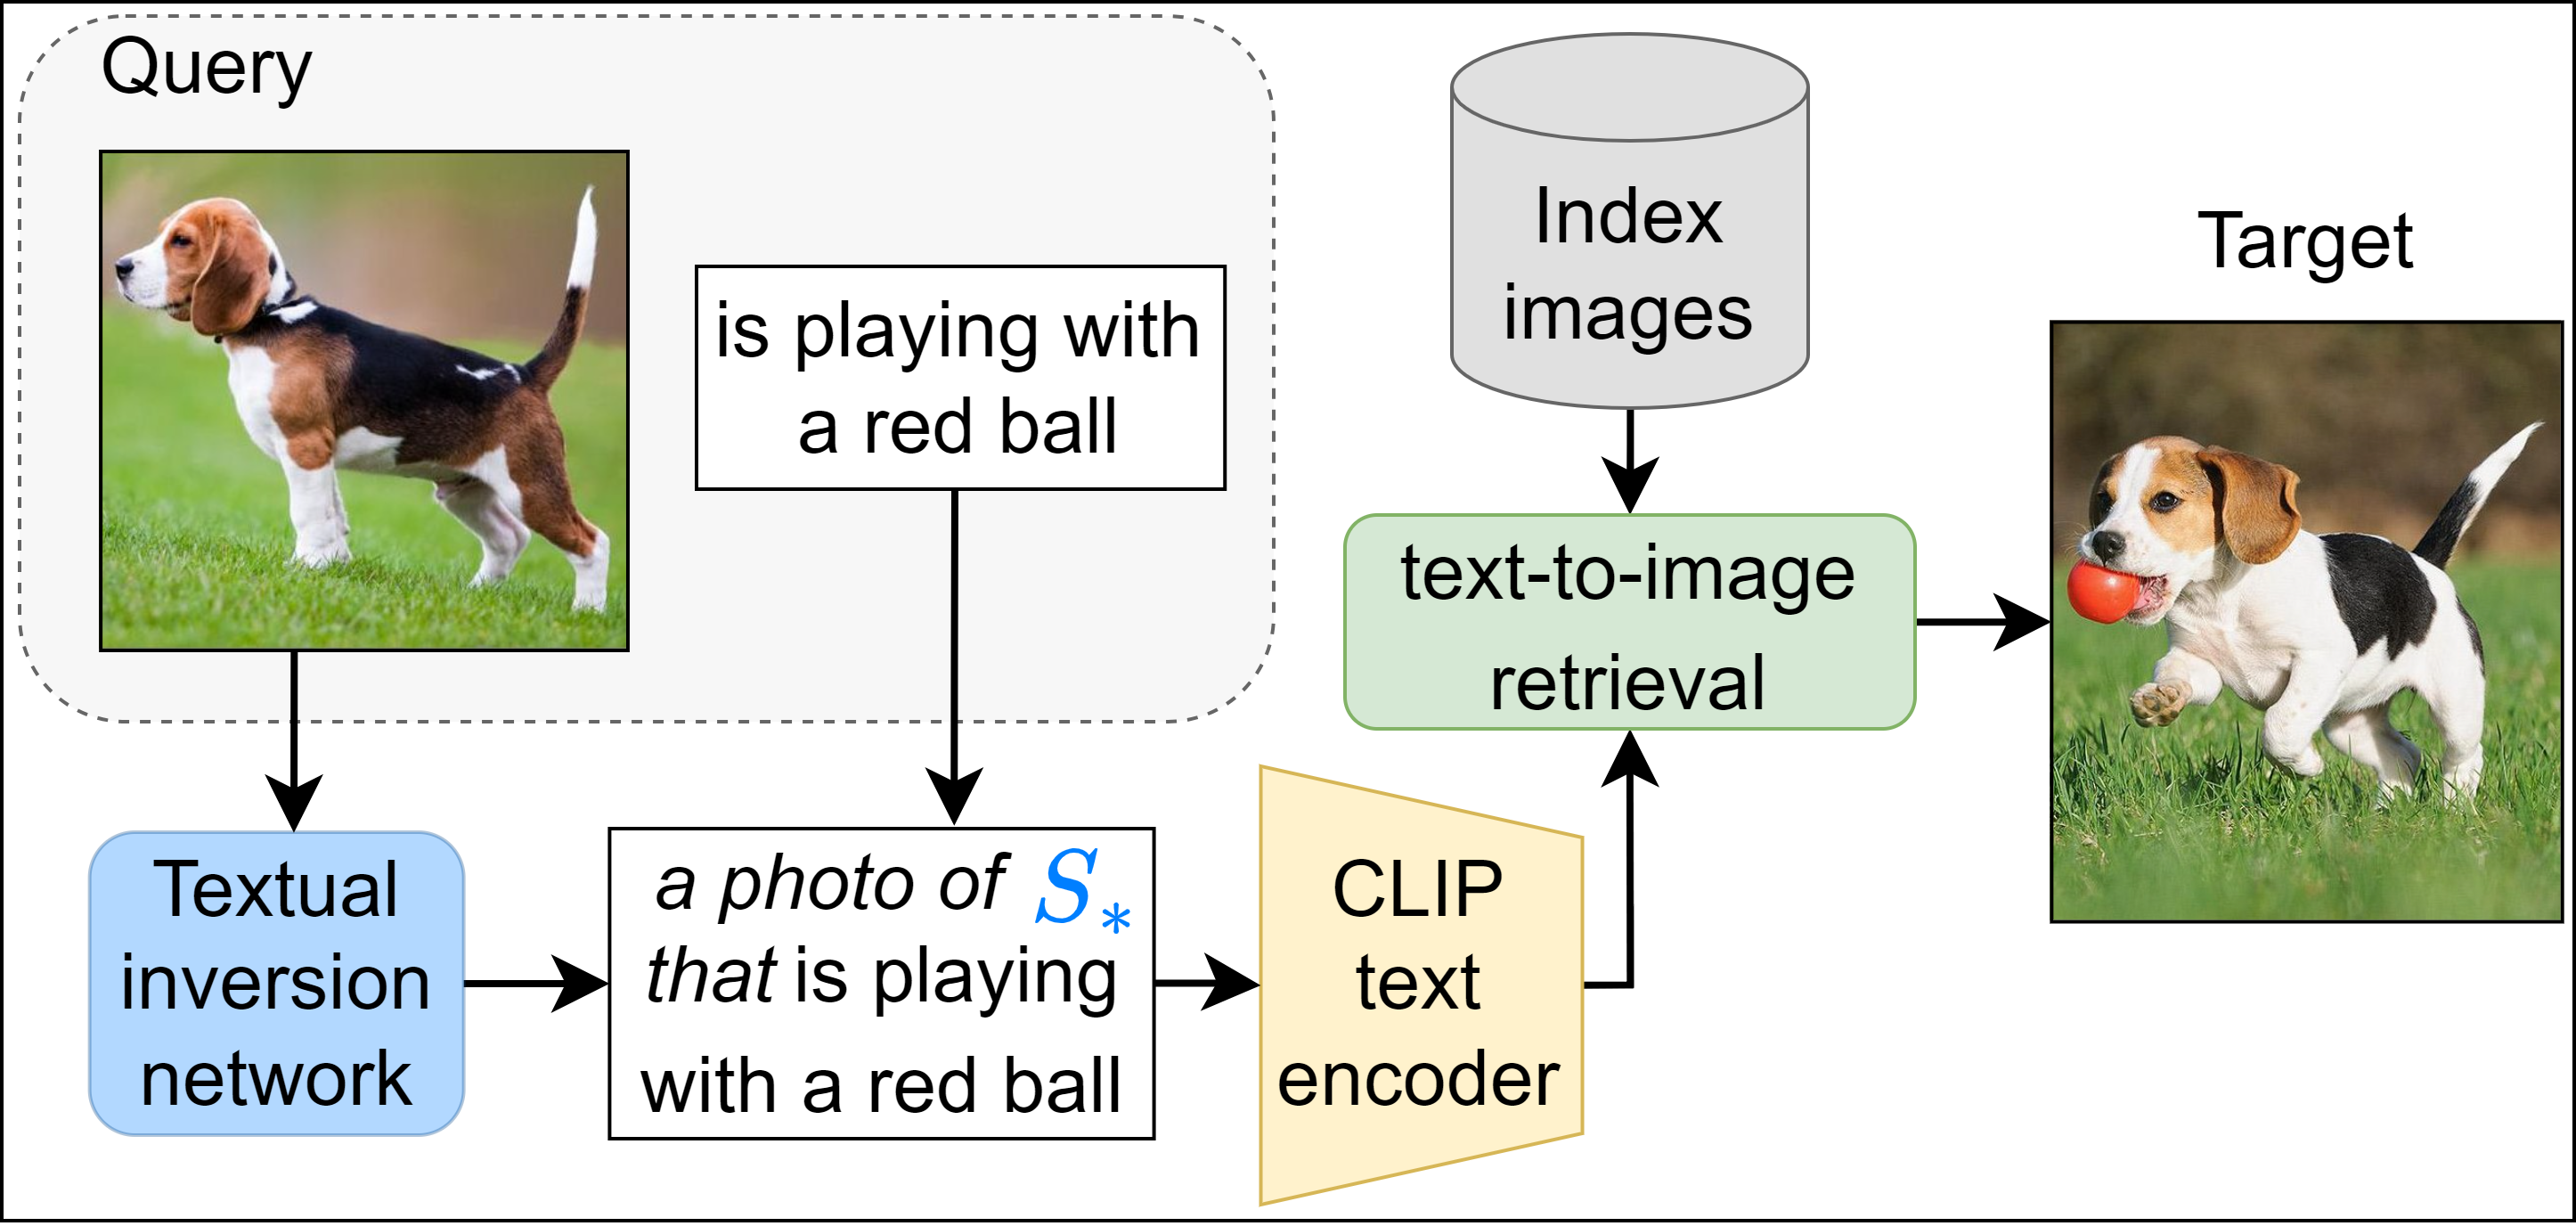 Query
is playing with
a red ball
Index
images
Target
text-to-image
retrieval
Textual
inversion
network
a photo of S*
that is playing
with a red ball
CLIP
text
encoder